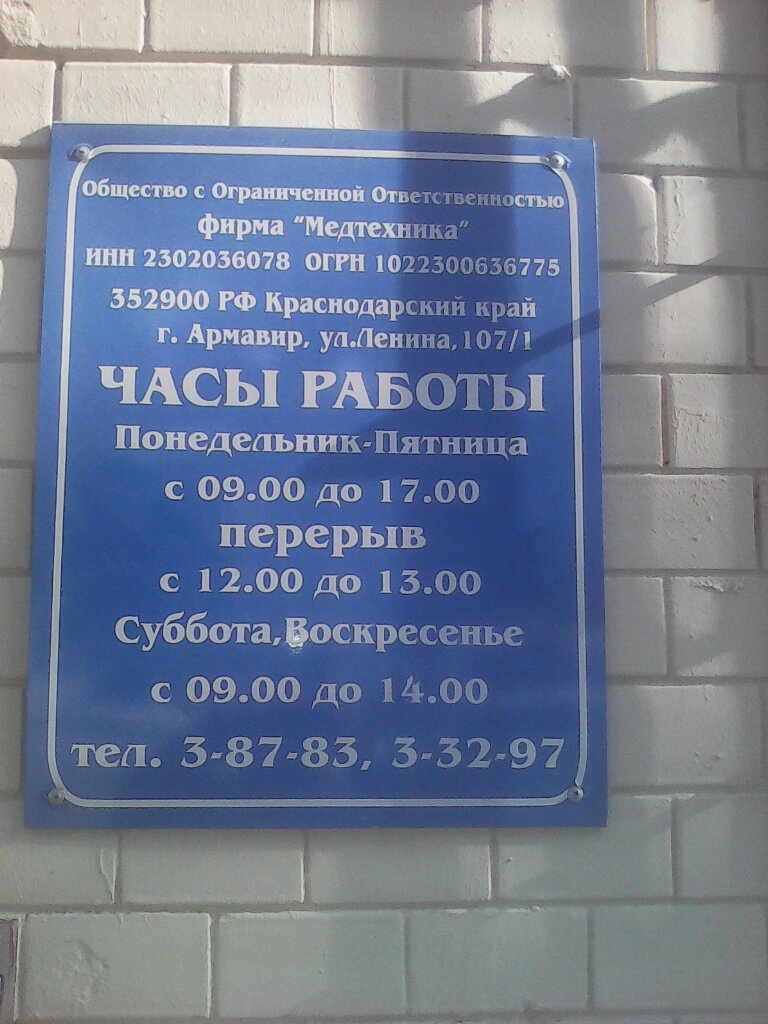 Общество с Ограниченной Ответственностью
фирма "Медтехника"
ИНН 2302036078 ОГРН 1022300636775
352900 РФ Краснодарский край
г. Армавир, ул.Ленина,107/1
ЧАСЫ РАБОТЫ
Понедельник-Пятница
с 09.00 до 17.00
перерыв
с 12.00 до 13.00
Суббота,Воскресенье
с 09.00 до 14.00
тел. 3-87-83, 3-32-97